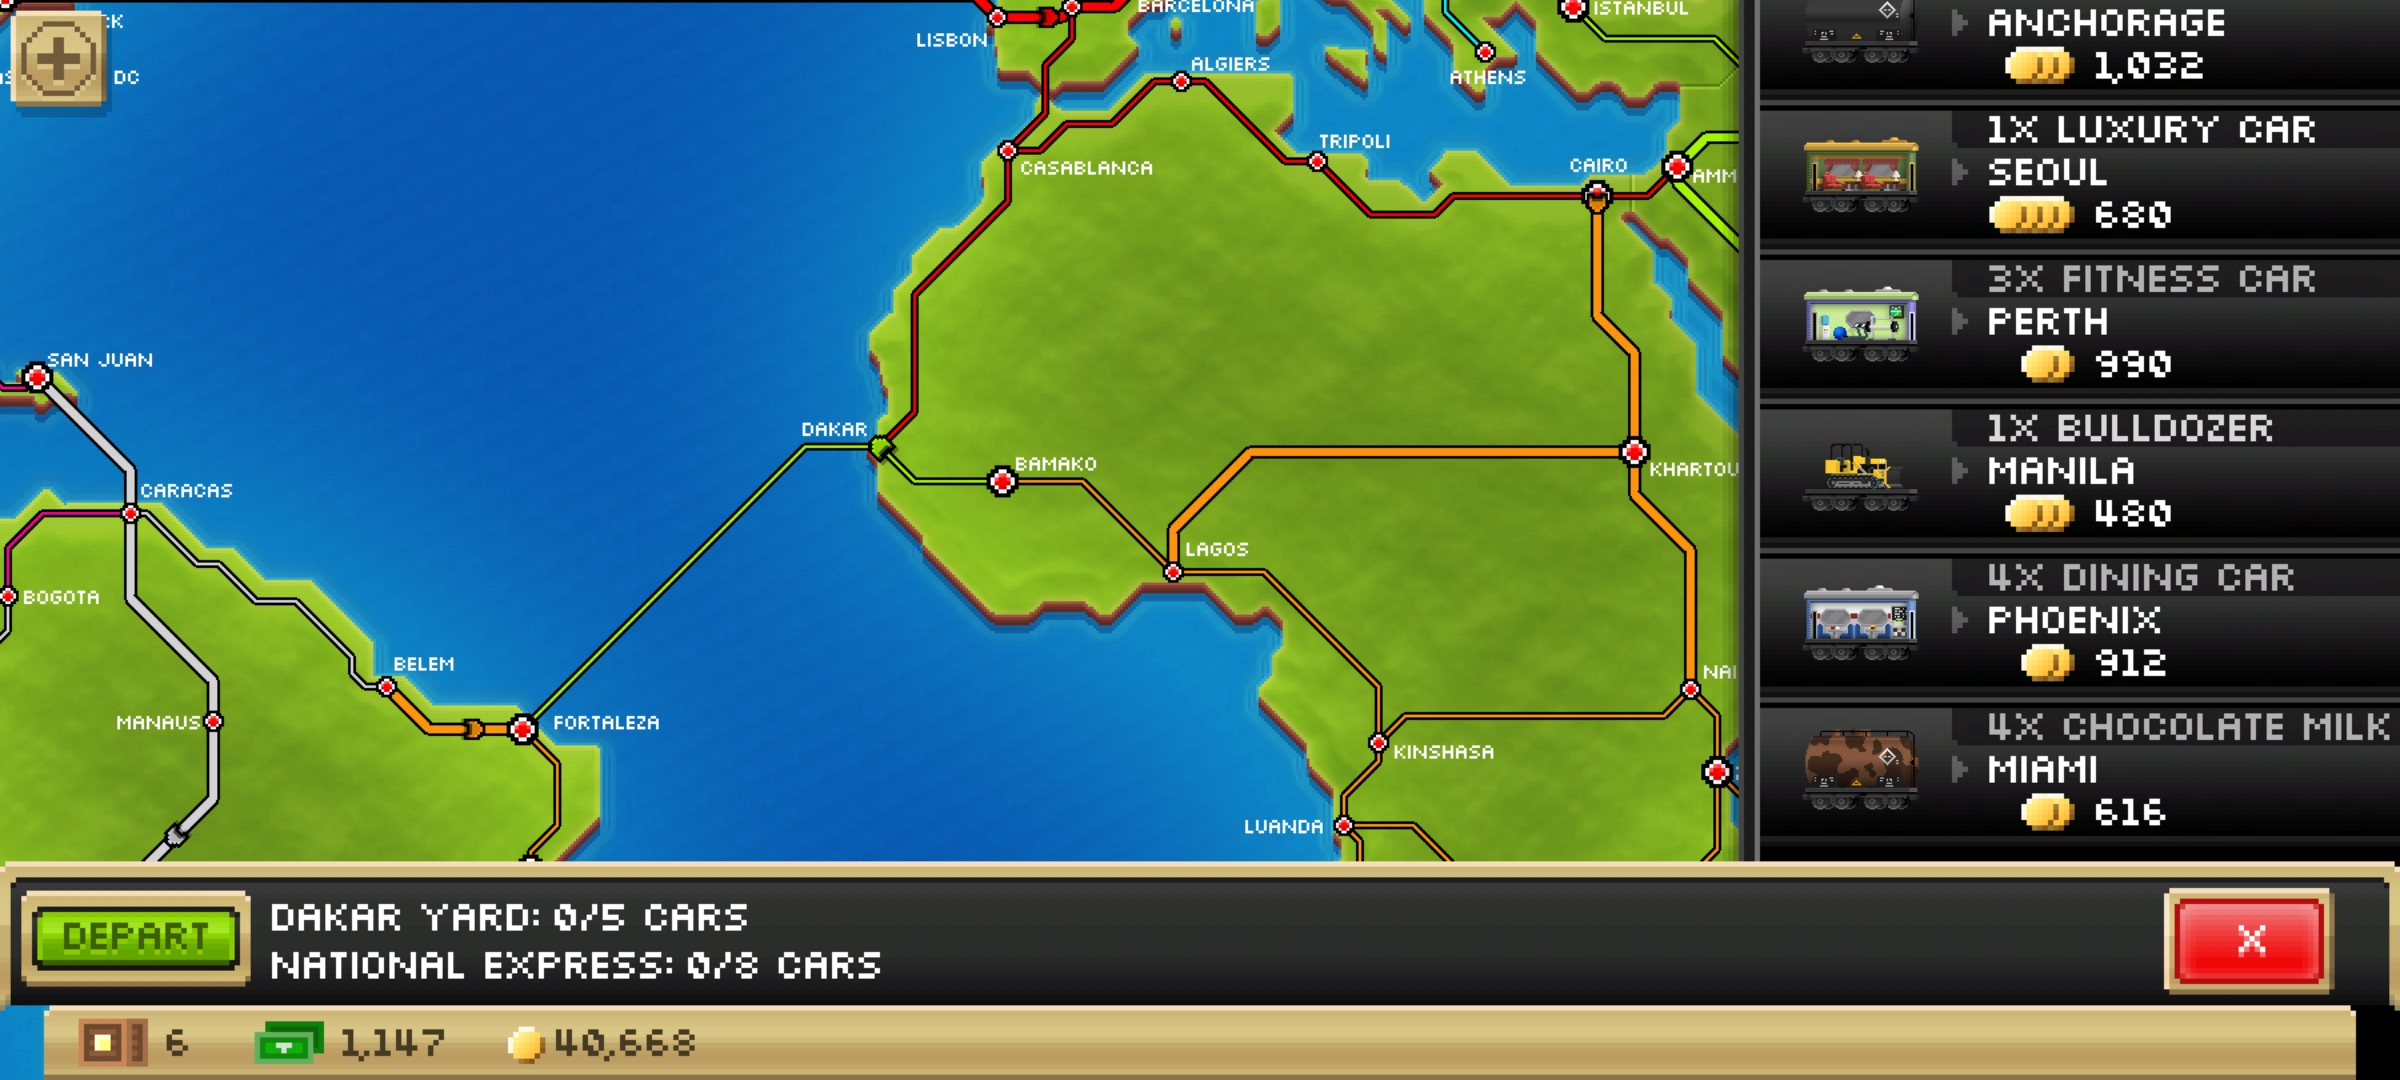 BARCELONA
ISTANBUL
CK
LISBON
DC
ALGIERS
ATHENS
TRIPOLI
CASABLANCA
CAIRO
AMM
SAN JUAN
DAKAR
BAMAKO
KHARTOU
CARACAS
LAGOS
BOGOTA
BELEM
NAI
MANAUS
FORTALEZA
KINSHASA
LUANDA
ANCHORAGE
1,032
1X LUXURY CAR
SEOUL
680
3X FITNESS CAR
PERTH
990
1X BULLDOZER
MANILA
480
4X DINING CAR
PHOENIX
912
4X CHOCOLATE MILK
MIAMI
616
DEPART
DAKAR YARD: 0/5 CARS
NATIONAL EXPRESS: 0/8 CARS
X
6
1,147
40,668